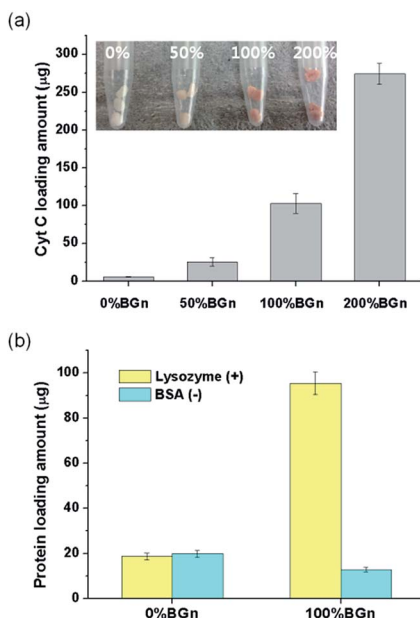 (a)
0% 50% 100% 200%
Cyt C loading amount (μg)
300
250
200
150
100
50
0
0%BGn 50%BGn 100%BGn 200%BGn
(b)
Lysozyme (+)
BSA (-)
Protein loading amount (μg)
100
80
60
40
20
0
0%BGn 100%BGn